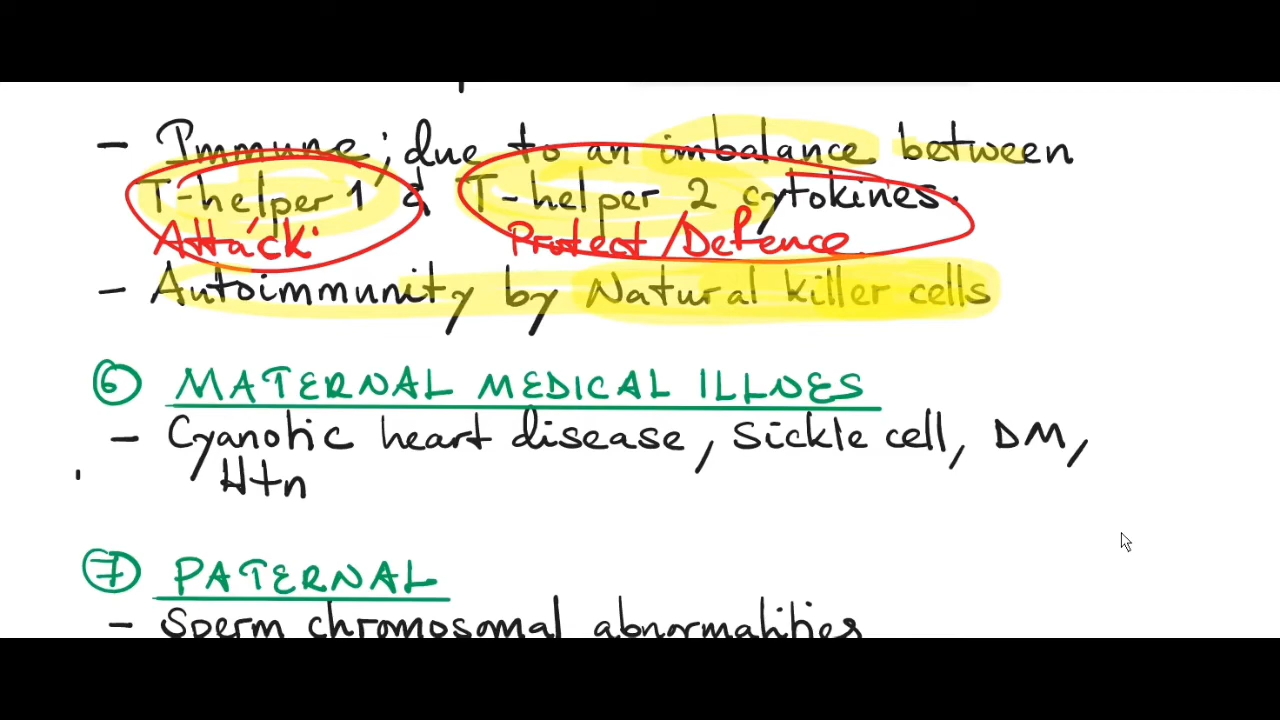 - Immune; due to an imbalance between
T-helper 1 & T-helper 2 cytokines.
Attack Protect/Defence
- Autoimmunity by Natural killer cells
6 MATERNAL MEDICAL ILLNES
- Cyanotic heart disease, Sickle cell, DM,
Htn
7 PATERNAL
- Sperm chromosomal abnormalities